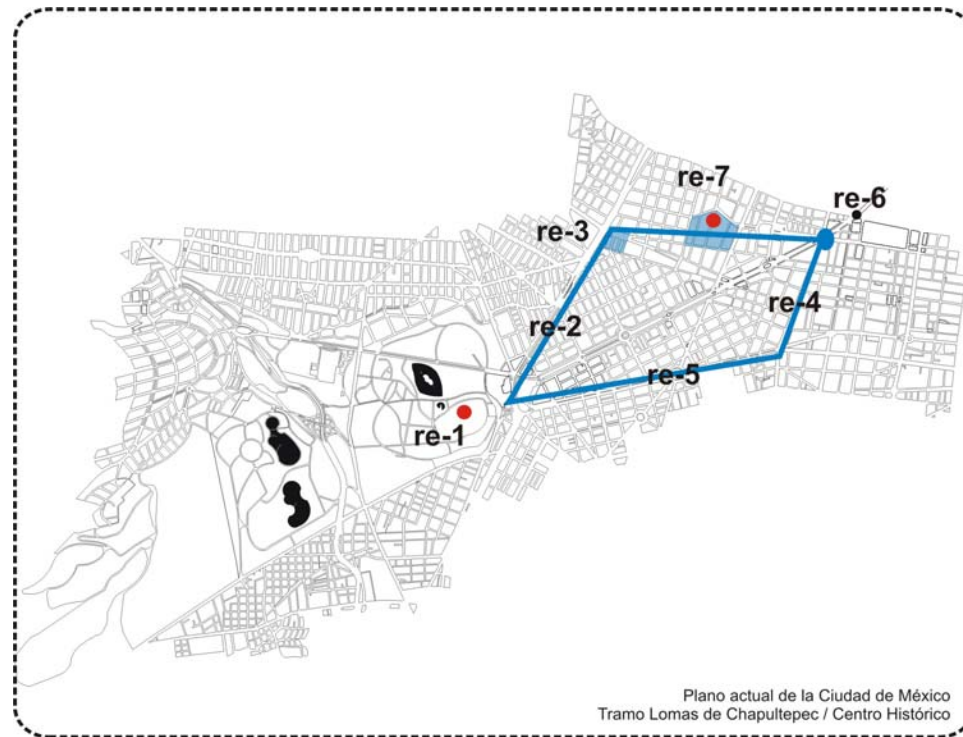 re-7
re-6
re-3
re-4
re-2
re-5
re-1
Plano actual de la Ciudad de México
Tramo Lomas de Chapultepec / Centro Histórico